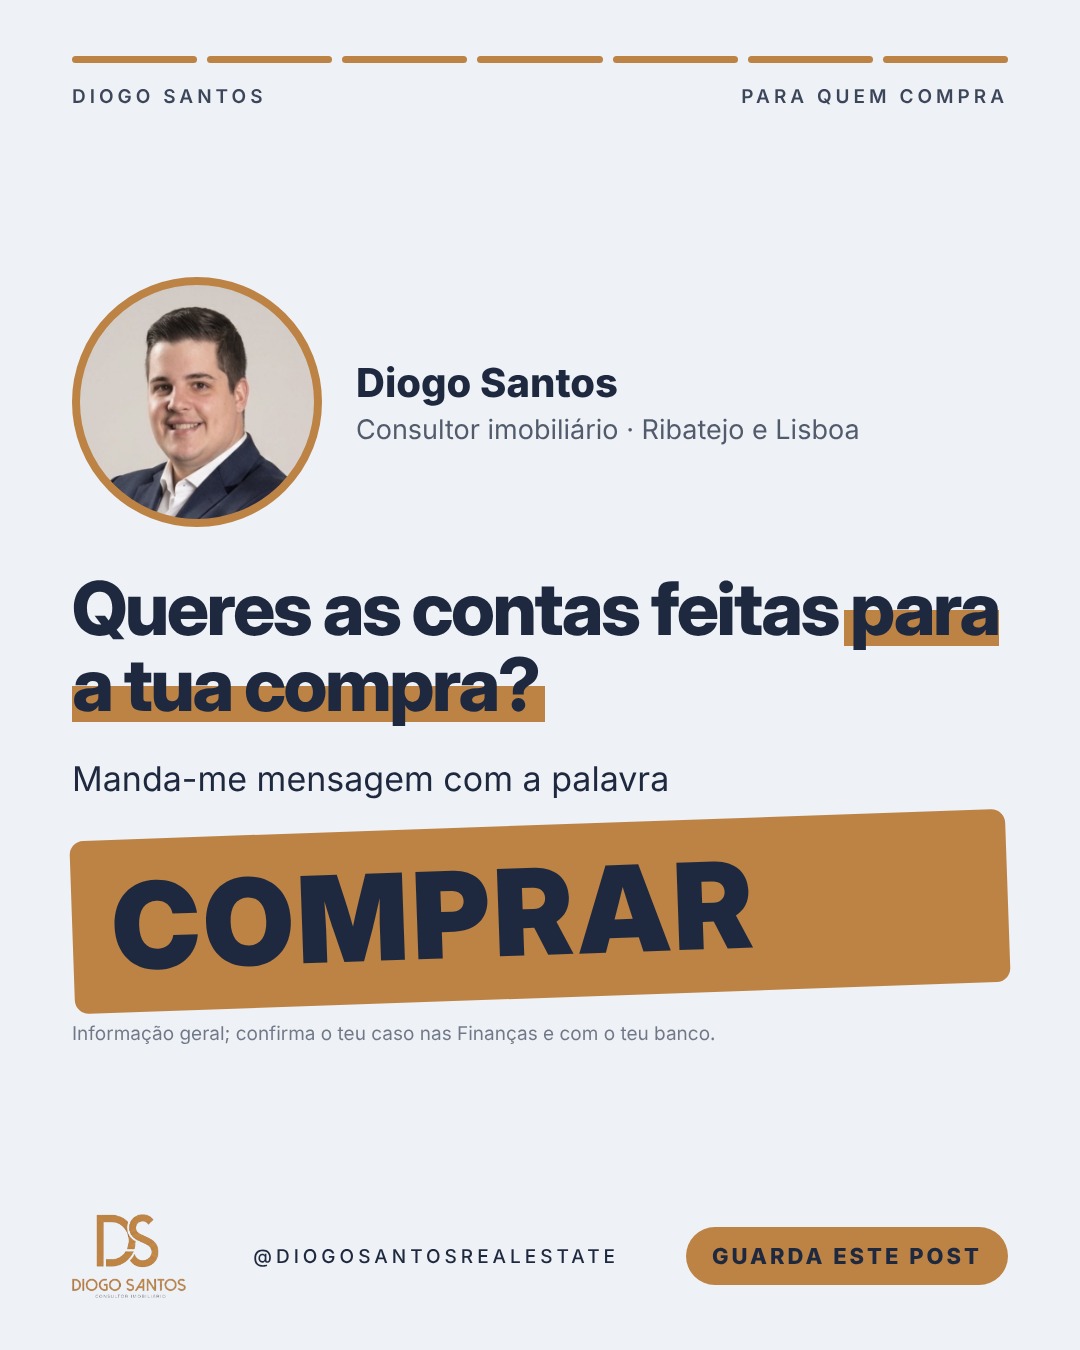 DIOGO SANTOS
PARA QUEM COMPRA
Diogo Santos
Consultor imobiliário · Ribatejo e Lisboa
Queres as contas feitas para
a tua compra?
Manda-me mensagem com a palavra
COMPRAR
Informação geral; confirma o teu caso nas Finanças e com o teu banco.
DS
DIOGO SANTOS
CONSULTOR IMOBILIÁRIO
@DIOGOSANTOSREALESTATE
GUARDA ESTE POST